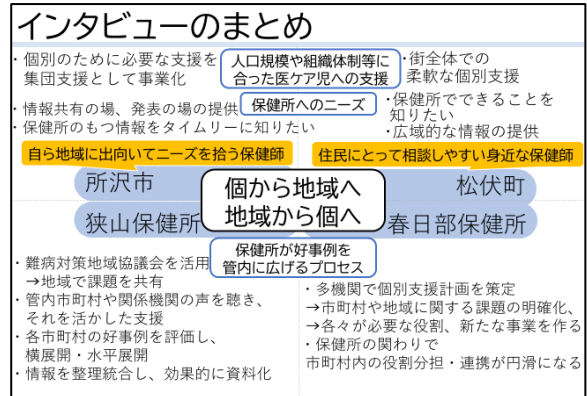 インタビューのまとめ
・個別のために必要な支援を
集団支援として事業化
人口規模や組織体制等に
合った医ケア児への支援
・街全体での
柔軟な個別支援
・情報共有の場、発表の場の提供
・保健所のもつ情報をタイムリーに知りたい
保健所へのニーズ
・保健所でできることを
知りたい
・広域的な情報の提供
自ら地域に出向いてニーズを拾う保健師
住民にとって相談しやすい身近な保健師
所沢市
個から地域へ
地域から個へ
松伏町
狭山保健所
春日部保健所
保健所が好事例を
管内に広げるプロセス
・難病対策地域協議会を活用
→地域で課題を共有
・管内市町村や関係機関の声を聴き、
それを活かした支援
・各市町村の好事例を評価し、
横展開・水平展開
・情報を整理統合し、効果的に資料化
・多機関で個別支援計画を策定
→市町村や地域に関する課題の明確化、
→各々が必要な役割、新たな事業を作る
・保健所の関わりで
市町村内の役割分担・連携が円滑になる